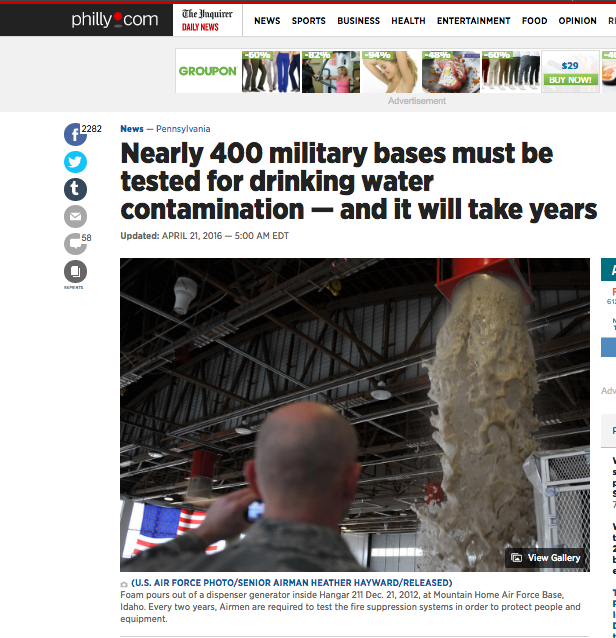 philly.com
The Inquirer
DAILY NEWS
NEWS SPORTS BUSINESS HEALTH ENTERTAINMENT FOOD OPINION
GROUPON
-60% -82% -94% -48% -60%
$29
BUY NOW!
Advertisement
2282
58
REPRINTS
News — Pennsylvania
Nearly 400 military bases must be
tested for drinking water
contamination — and it will take years
Updated: APRIL 21, 2016 — 5:00 AM EDT
View Gallery
(U.S. AIR FORCE PHOTO/SENIOR AIRMAN HEATHER HAYWARD/RELEASED)
Foam pours out of a dispenser generator inside Hangar 211 Dec. 21, 2012, at Mountain Home Air Force Base,
Idaho. Every two years, Airmen are required to test the fire suppression systems in order to protect people and
equipment.